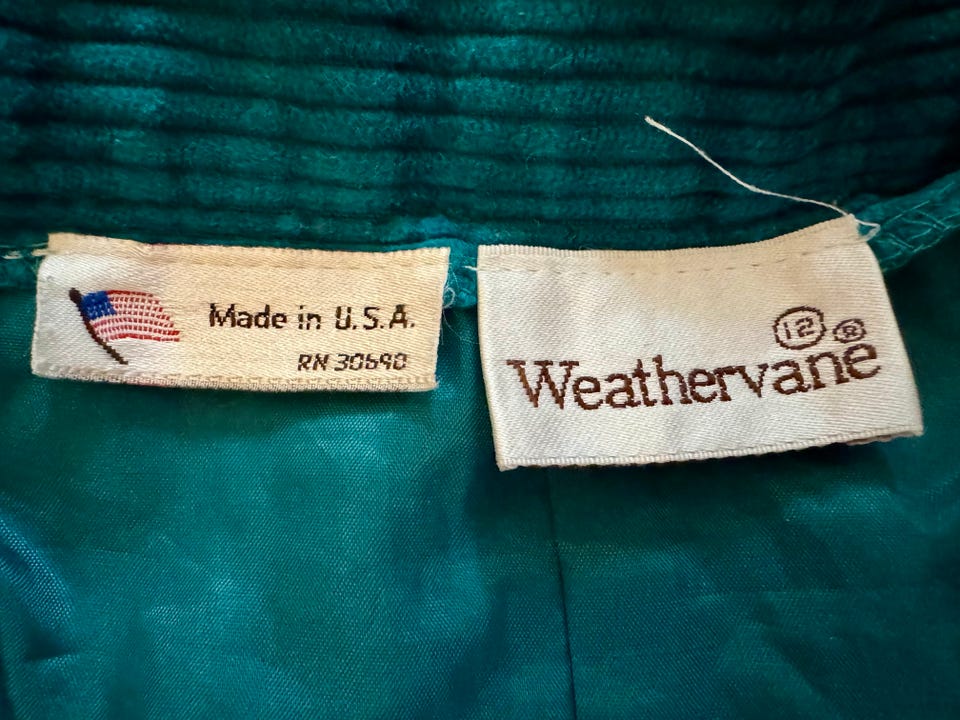 Made in U.S.A.
RN 30690
12 ®
Weathervane